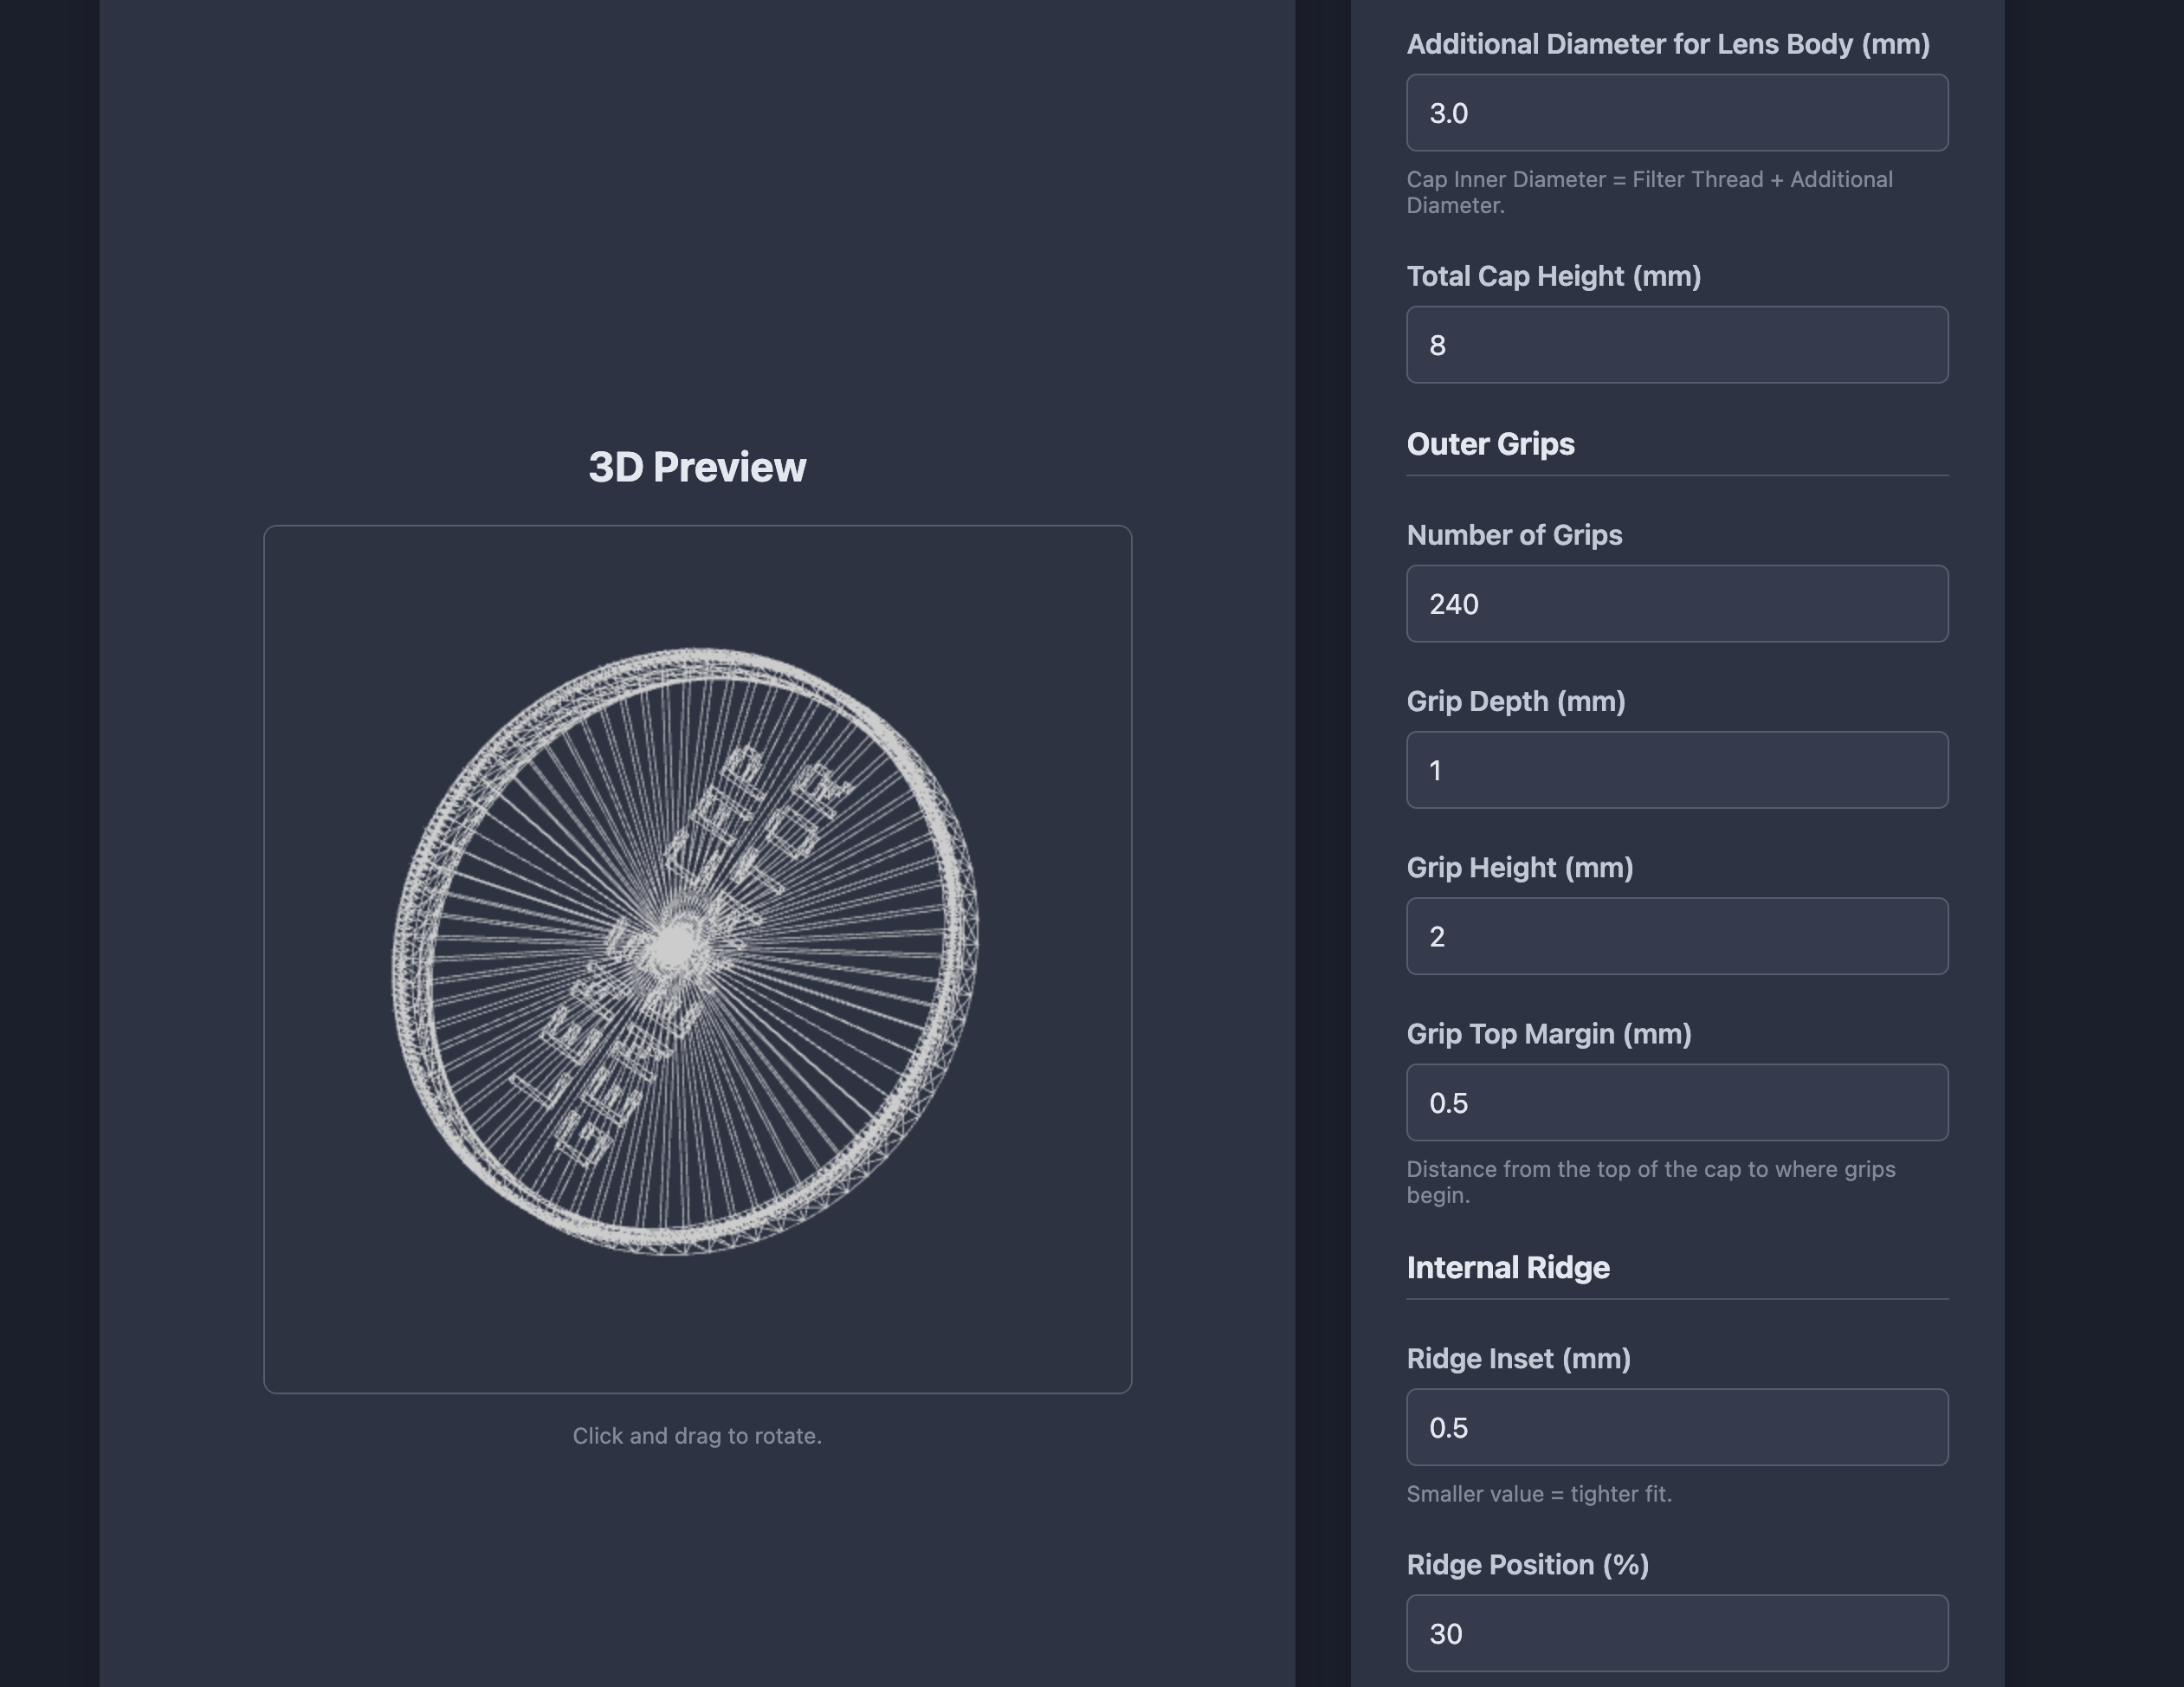 3D Preview
LENS CAP
GENERATOR
Click and drag to rotate.
Additional Diameter for Lens Body (mm)
3.0
Cap Inner Diameter = Filter Thread + Additional
Diameter.
Total Cap Height (mm)
8
Outer Grips
Number of Grips
240
Grip Depth (mm)
1
Grip Height (mm)
2
Grip Top Margin (mm)
0.5
Distance from the top of the cap to where grips
begin.
Internal Ridge
Ridge Inset (mm)
0.5
Smaller value = tighter fit.
Ridge Position (%)
30